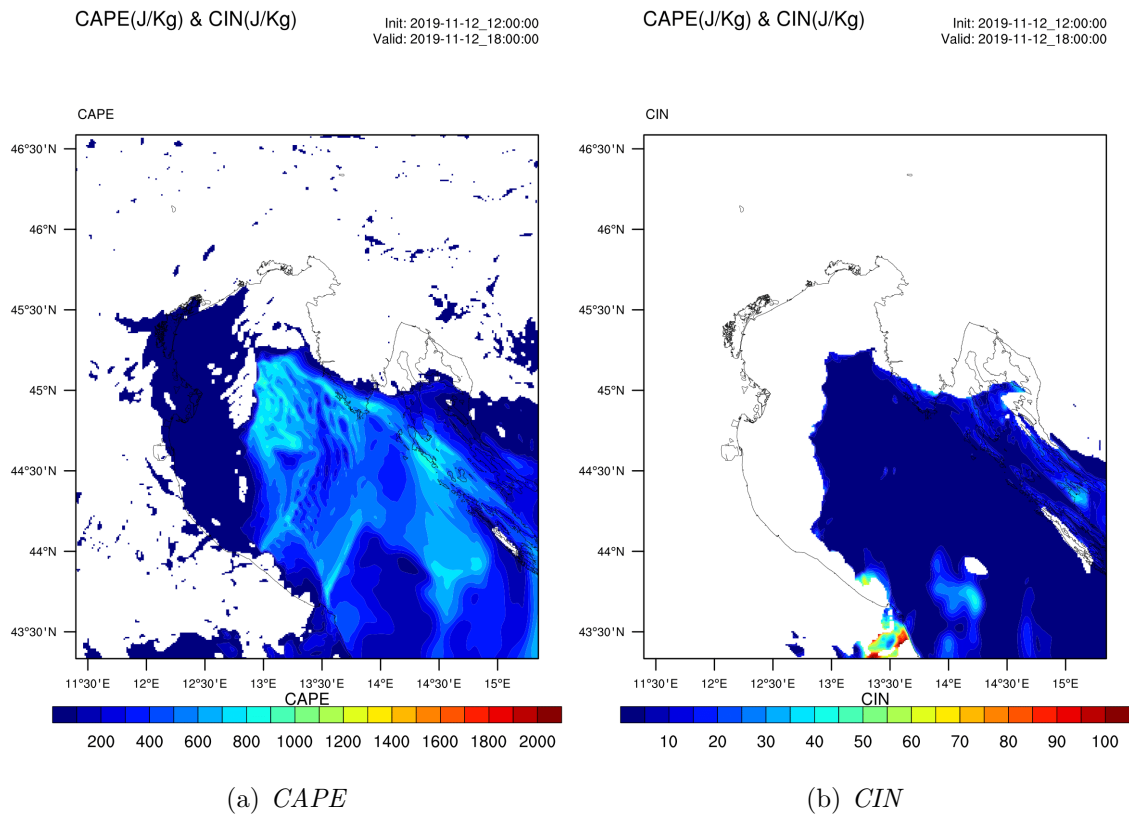 CAPE(J/Kg) & CIN(J/Kg)
Init: 2019-11-12_12:00:00
Valid: 2019-11-12_18:00:00
CAPE
46°30'N
46°N
45°30'N
45°N
44°30'N
44°N
43°30'N
11°30'E 12°E 12°30'E 13°E 13°30'E 14°E 14°30'E 15°E
CAPE
200 400 600 800 1000 1200 1400 1600 1800 2000
(a) CAPE
CAPE(J/Kg) & CIN(J/Kg)
Init: 2019-11-12_12:00:00
Valid: 2019-11-12_18:00:00
CIN
46°30'N
46°N
45°30'N
45°N
44°30'N
44°N
43°30'N
11°30'E 12°E 12°30'E 13°E 13°30'E 14°E 14°30'E 15°E
CIN
10 20 30 40 50 60 70 80 90 100
(b) CIN